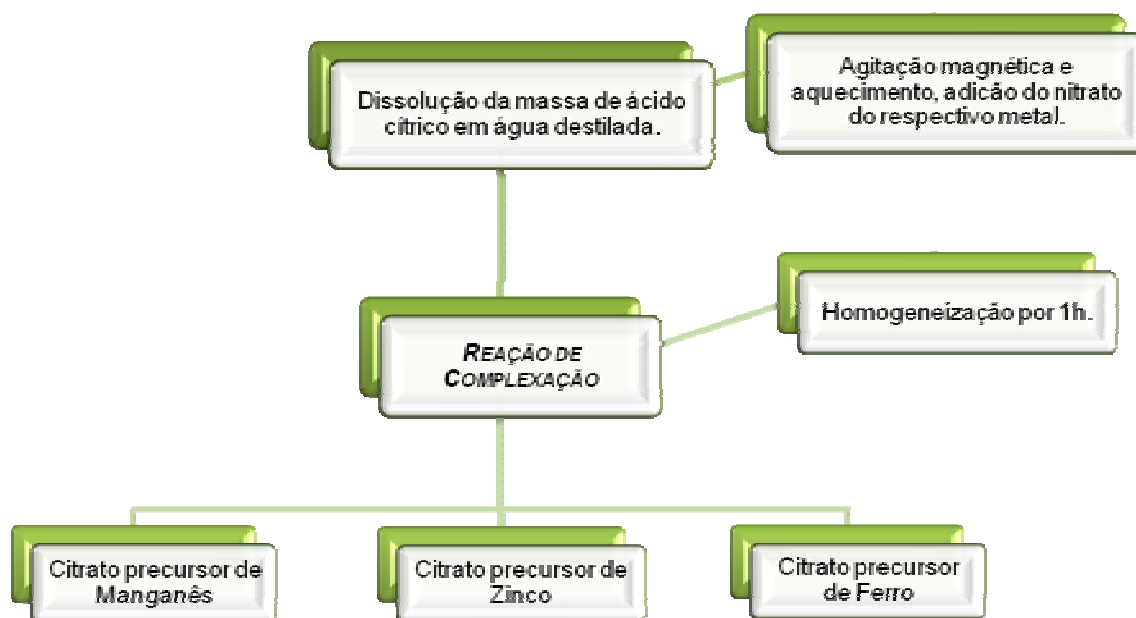 Dissolução da massa de ácido
cítrico em água destilada.
Agitação magnética e
aquecimento, adição do nitrato
do respectivo metal.
REAÇÃO DE
COMPLEXAÇÃO
Homogeneização por 1h.
Citrato precursor de
Manganês
Citrato precursor de
Zinco
Citrato precursor
de Ferro